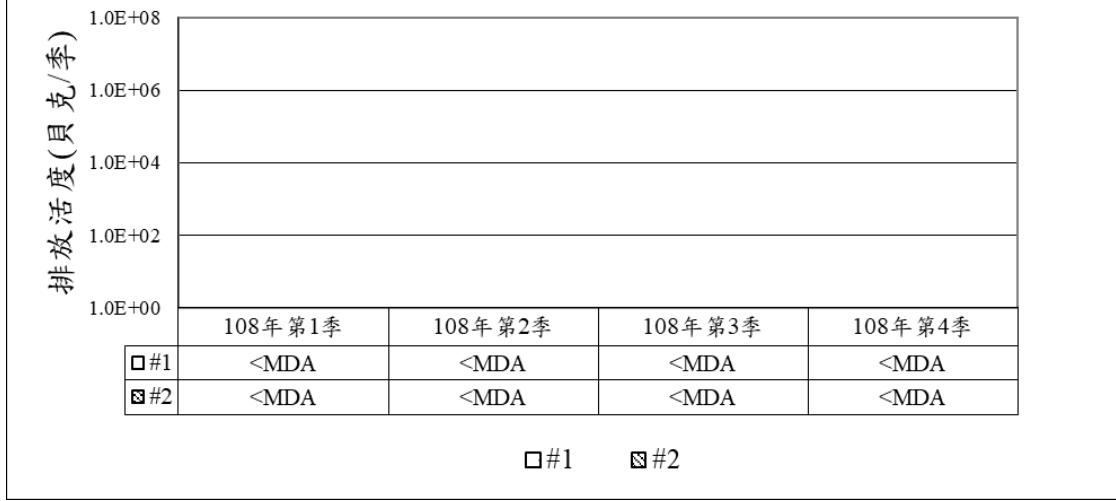 排放活度(貝克/季)
1.0E+08
1.0E+06
1.0E+04
1.0E+02
1.0E+00
108年第1季 108年第2季 108年第3季 108年第4季
#1 <MDA <MDA <MDA <MDA
#2 <MDA <MDA <MDA <MDA
#1 #2